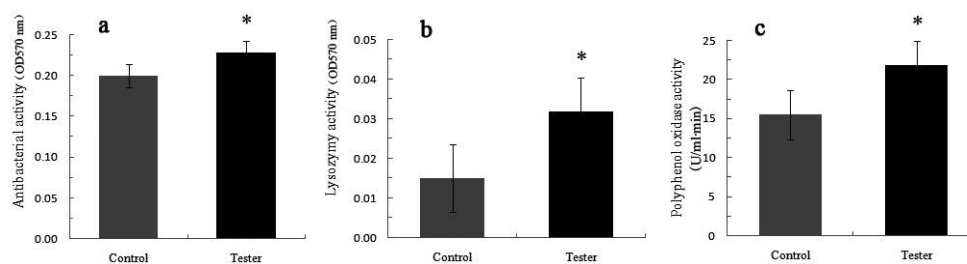 a
*
Antibacterial activity (OD570 nm)
0.25
0.20
0.15
0.10
0.05
0.00
Control Tester
b
*
Lysozymy activity (OD570 nm)
0.05
0.04
0.03
0.02
0.01
0.00
Control Tester
c
*
Polyphenol oxidase activity
(U/ml·min)
25
20
15
10
5
0
Control Tester